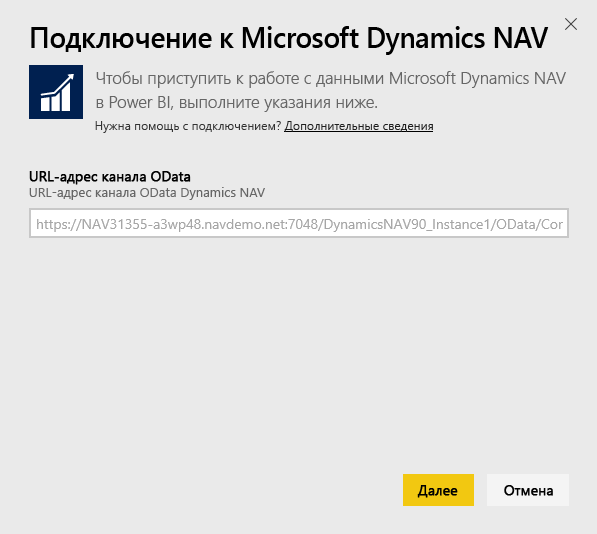 Подключение к Microsoft Dynamics NAV
Чтобы приступить к работе с данными Microsoft Dynamics NAV
в Power BI, выполните указания ниже.
Нужна помощь с подключением? Дополнительные сведения
URL-адрес канала OData
URL-адрес канала OData Dynamics NAV
https://NAV31355-a3wp48.navdemo.net:7048/DynamicsNAV90_Instance1/OData/Cor
Далее
Отмена